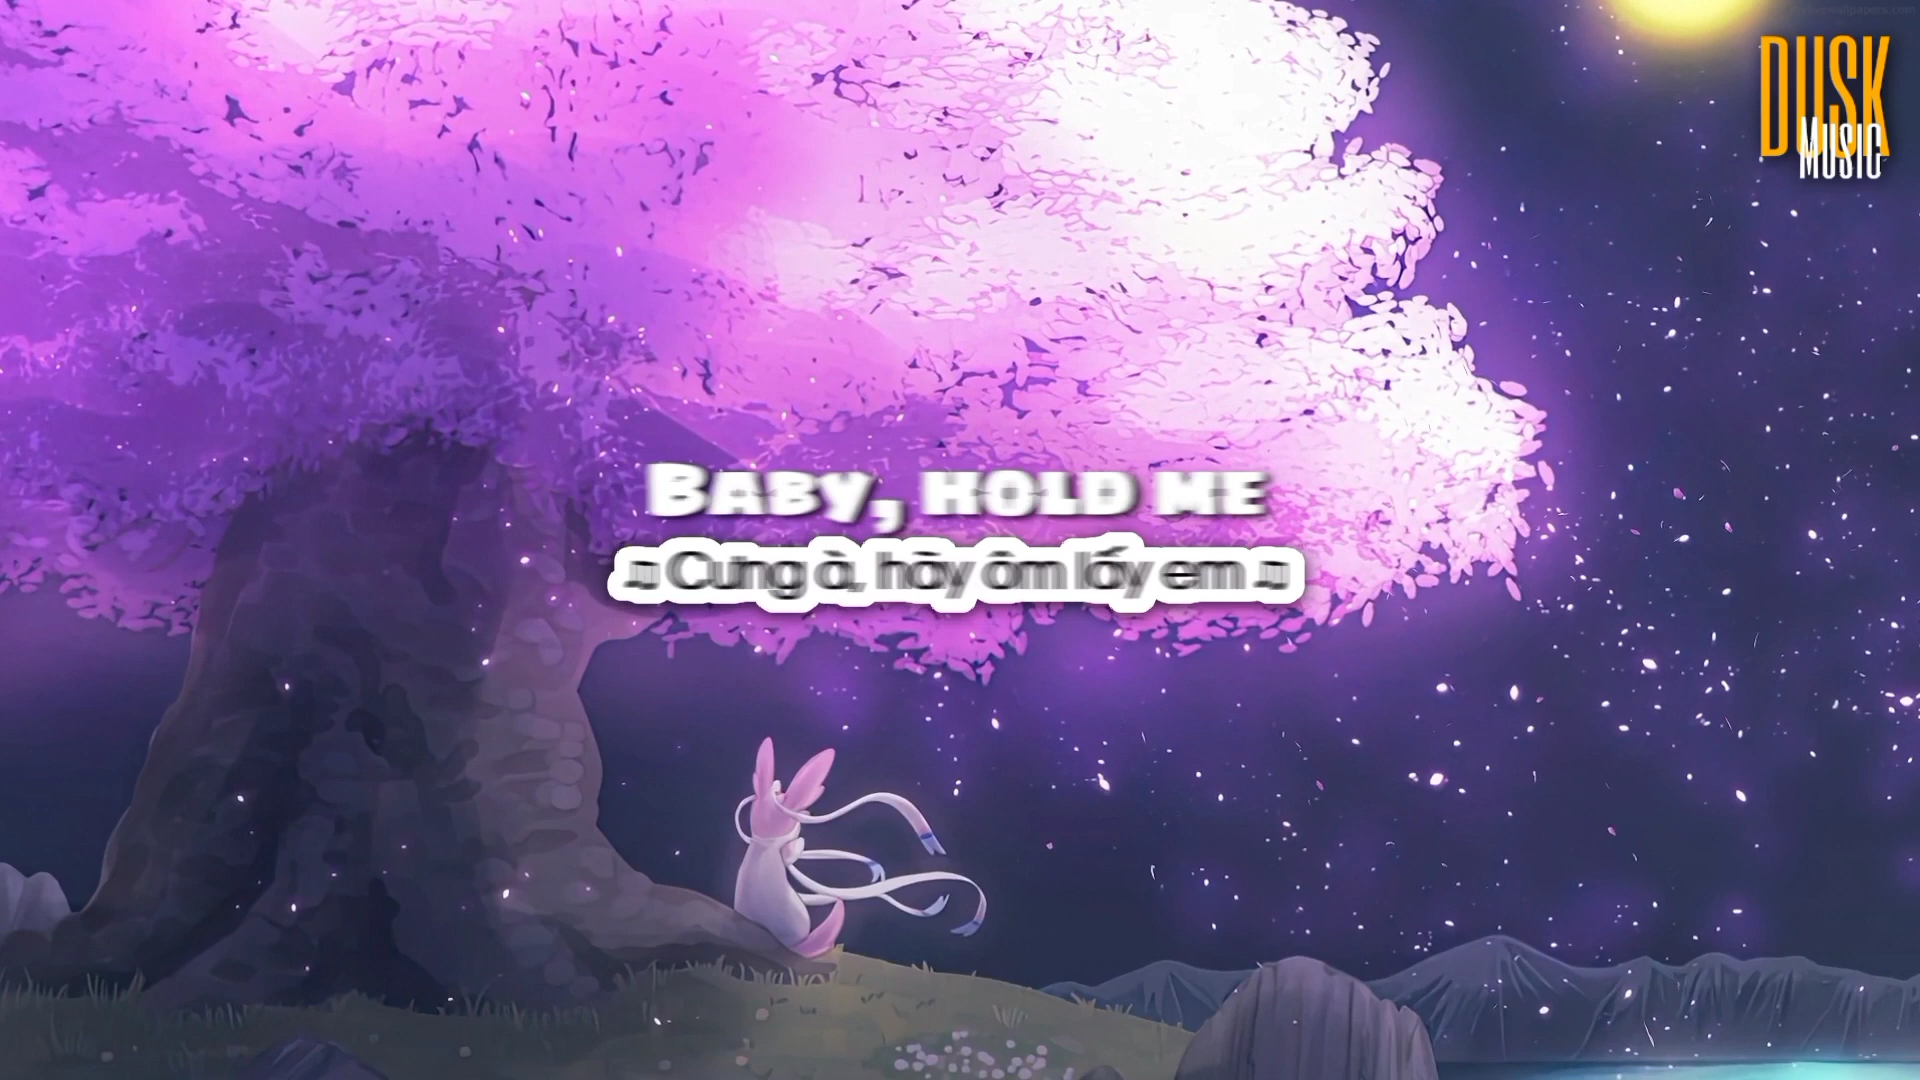 DUSK
Music
Baby, hold me
♫ Cưng à, hãy ôm lấy em ♫